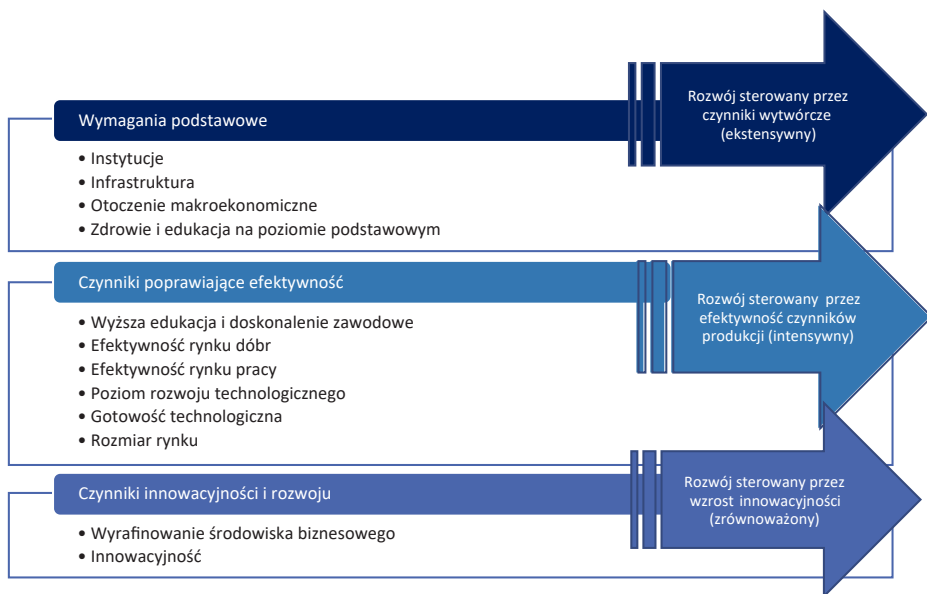 Wymagania podstawowe
• Instytucje
• Infrastruktura
• Otoczenie makroekonomiczne
• Zdrowie i edukacja na poziomie podstawowym
Rozwój sterowany przez
czynniki wytwórcze
(ekstensywny)
Czynniki poprawiające efektywność
• Wyższa edukacja i doskonalenie zawodowe
• Efektywność rynku dóbr
• Efektywność rynku pracy
• Poziom rozwoju technologicznego
• Gotowość technologiczna
• Rozmiar rynku
Rozwój sterowany przez
efektywność czynników
produkcji (intensywny)
Czynniki innowacyjności i rozwoju
• Wyrafinowanie środowiska biznesowego
• Innowacyjność
Rozwój sterowany przez
wzrost innowacyjności
(zrównoważony)